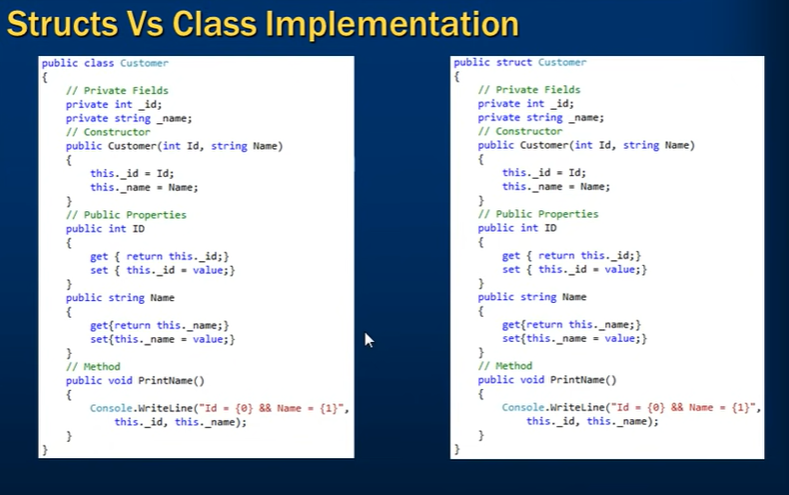 Structs Vs Class Implementation
public class Customer
{
// Private Fields
private int _id;
private string _name;
// Constructor
public Customer(int Id, string Name)
{
this._id = Id;
this._name = Name;
}
// Public Properties
public int ID
{
get { return this._id;}
set { this._id = value;}
}
public string Name
{
get{return this._name;}
set{this._name = value;}
}
// Method
public void PrintName()
{
Console.WriteLine("Id = {0} && Name = {1}",
this._id, this._name);
}
}
public struct Customer
{
// Private Fields
private int _id;
private string _name;
// Constructor
public Customer(int Id, string Name)
{
this._id = Id;
this._name = Name;
}
// Public Properties
public int ID
{
get { return this._id;}
set { this._id = value;}
}
public string Name
{
get{return this._name;}
set{this._name = value;}
}
// Method
public void PrintName()
{
Console.WriteLine("Id = {0} && Name = {1}",
this._id, this._name);
}
}